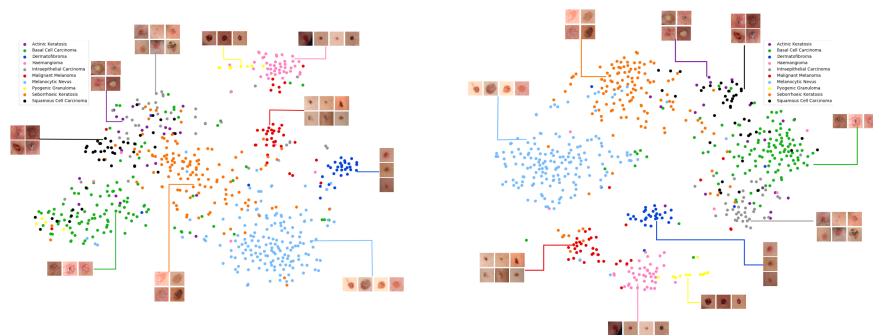 Actinic Keratosis
Basal Cell Carcinoma
Dermatofibroma
Haemangioma
Intraepithelial Carcinoma
Malignant Melanoma
Melanocytic Nevus
Pyogenic Granuloma
Seborrhoeic Keratosis
Squamous Cell Carcinoma
Actinic Keratosis
Basal Cell Carcinoma
Dermatofibroma
Haemangioma
Intraepithelial Carcinoma
Malignant Melanoma
Melanocytic Nevus
Pyogenic Granuloma
Seborrhoeic Keratosis
Squamous Cell Carcinoma